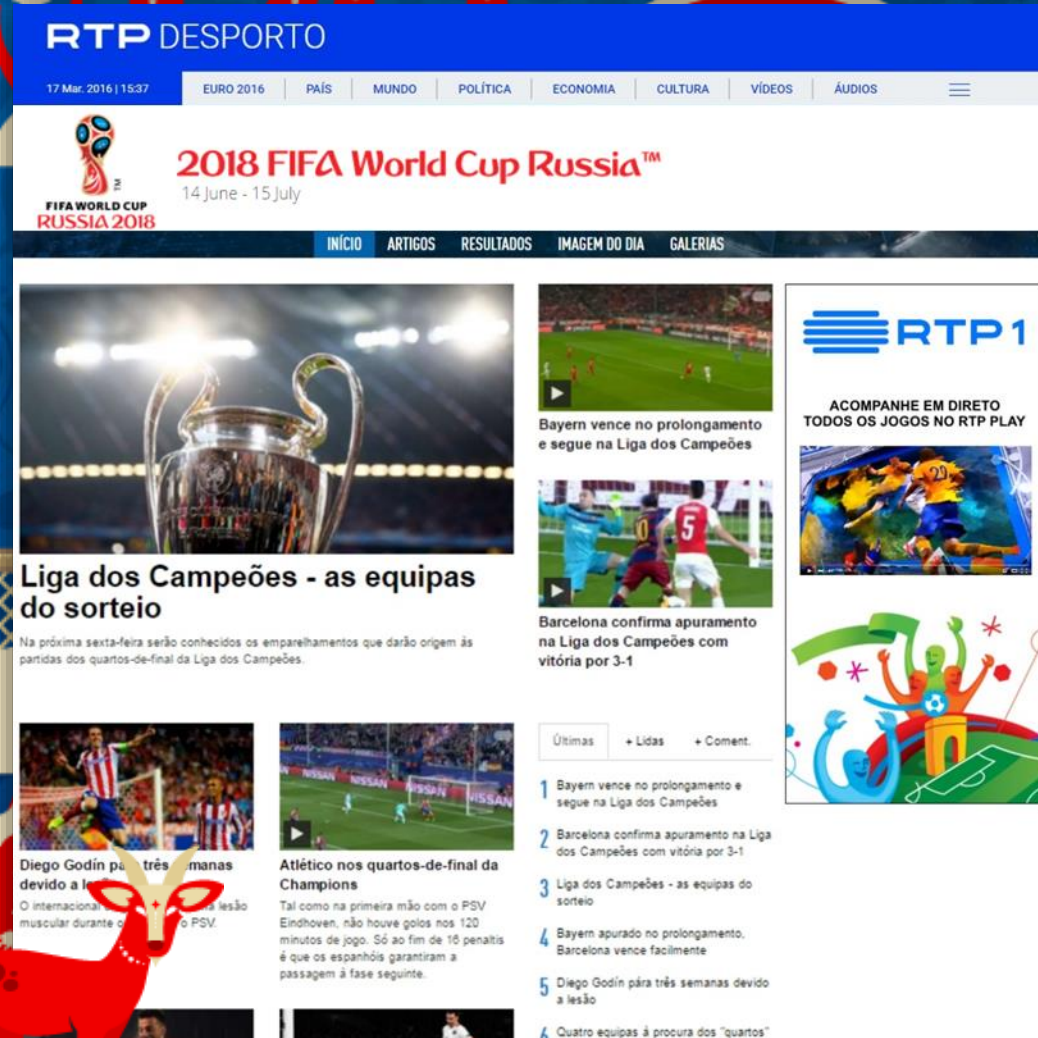 RTP DESPORTO
17 Mar. 2016 | 15:37
EURO 2016
PAÍS
MUNDO
POLÍTICA
ECONOMIA
CULTURA
VÍDEOS
ÁUDIOS
TM
FIFA WORLD CUP
RUSSIA 2018
2018 FIFA World Cup Russia™
14 June - 15 July
INÍCIO
ARTIGOS
RESULTADOS
IMAGEM DO DIA
GALERIAS
Liga dos Campeões - as equipas
do sorteio
Na próxima sexta-feira serão conhecidos os emparelhamentos que darão origem às
partidas dos quartos-de-final da Liga dos Campeões.
Bayern vence no prolongamento
e segue na Liga dos Campeões
10
5
Barcelona confirma apuramento
na Liga dos Campeões com
vitória por 3-1
RTP1
ACOMPANHE EM DIRETO
TODOS OS JOGOS NO RTP PLAY
Diego Godín três semanas
devido a
O internacional lesão
muscular durante o PSV.
NISSAN NISSAN NISSAN NISSAN
Atlético nos quartos-de-final da
Champions
Tal como na primeira mão com o PSV
Eindhoven, não houve golos nos 120
minutos de jogo. Só ao fim de 16 penaltis
é que os espanhóis garantiram a
passagem à fase seguinte.
Últimas
+ Lidas
+ Coment.
1 Bayern vence no prolongamento e
segue na Liga dos Campeões
2 Barcelona confirma apuramento na Liga
dos Campeões com vitória por 3-1
3 Liga dos Campeões - as equipas do
sorteio
4 Bayern apurado no prolongamento,
Barcelona vence facilmente
5 Diego Godín pára três semanas devido
a lesão
6 Quatro equipas à procura dos "quartos"